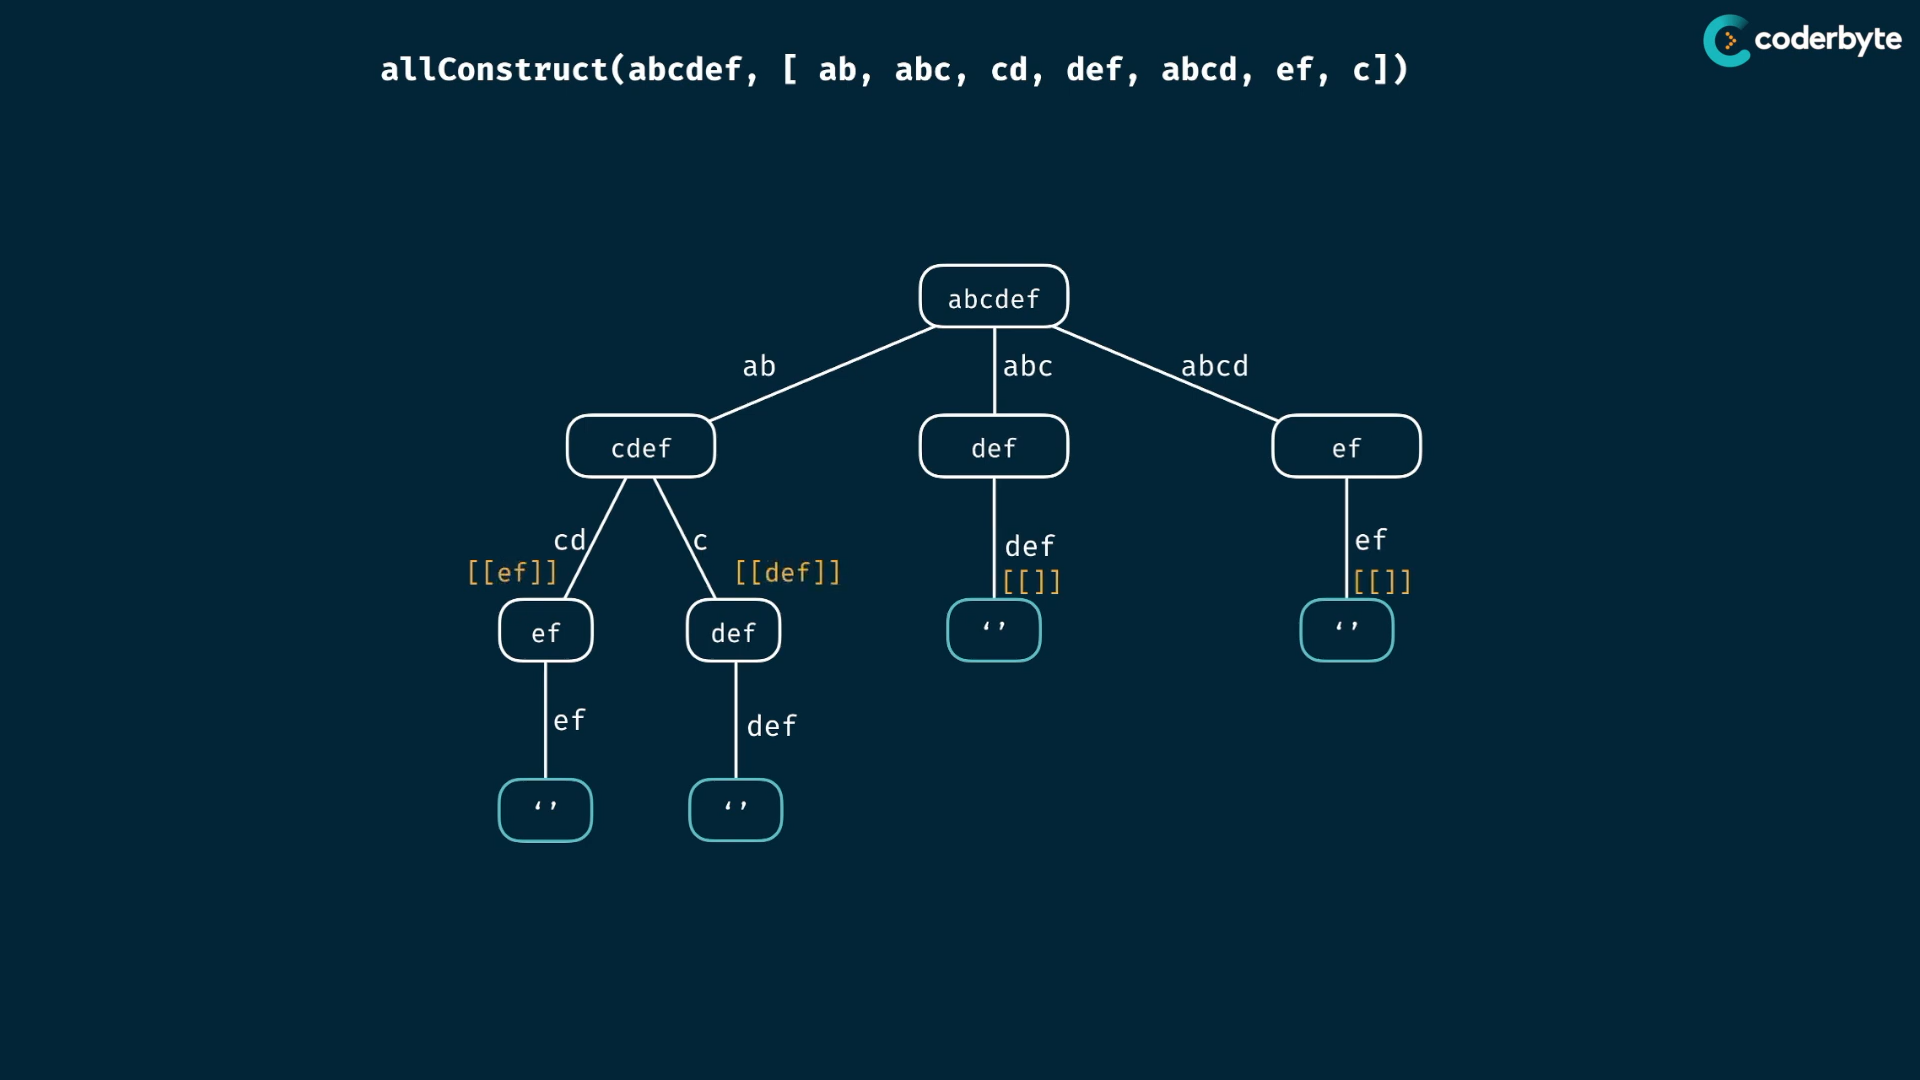 coderbyte
allConstruct(abcdef, [ ab, abc, cd, def, abcd, ef, c])
abcdef
ab
abc
abcd
cdef
def
ef
cd
c
def
ef
[[ef]]
[[def]]
[[]]
[[]]
ef
def
‘’
‘’
ef
def
‘’
‘’